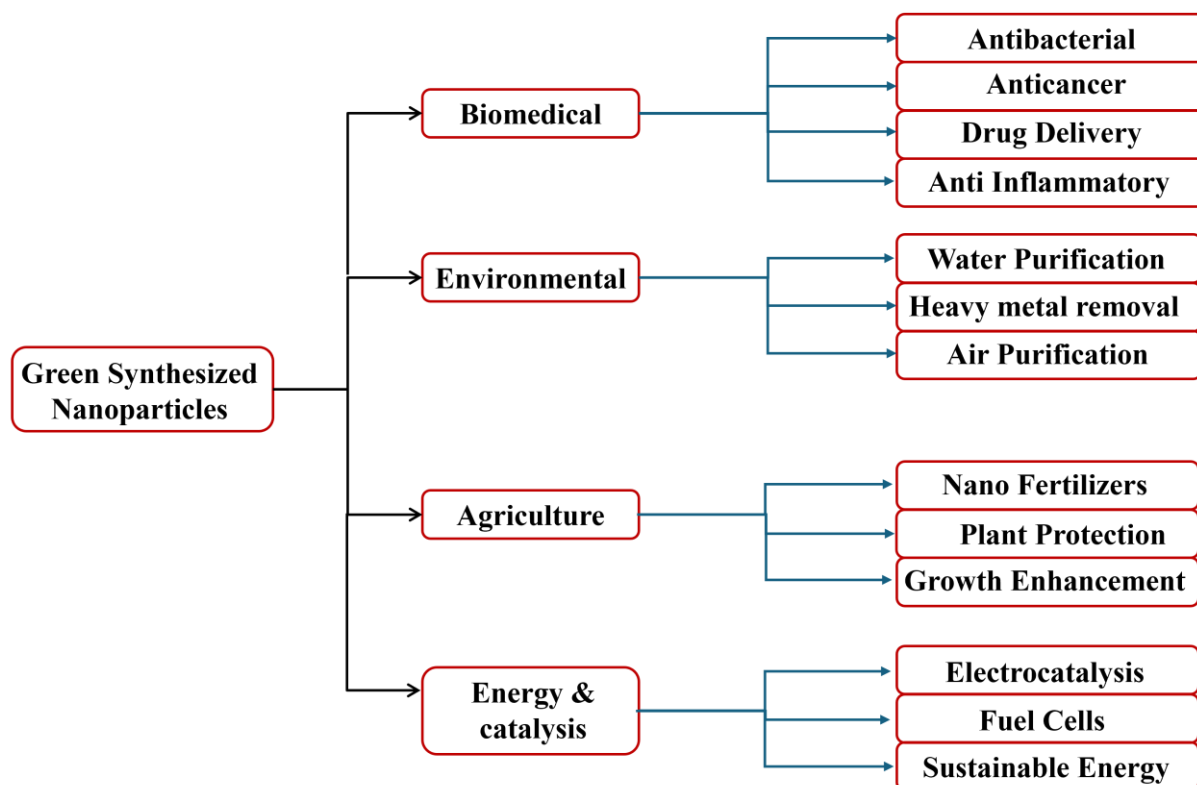 Green Synthesized
Nanoparticles
Biomedical
Antibacterial
Anticancer
Drug Delivery
Anti Inflammatory
Environmental
Water Purification
Heavy metal removal
Air Purification
Agriculture
Nano Fertilizers
Plant Protection
Growth Enhancement
Energy &
catalysis
Electrocatalysis
Fuel Cells
Sustainable Energy